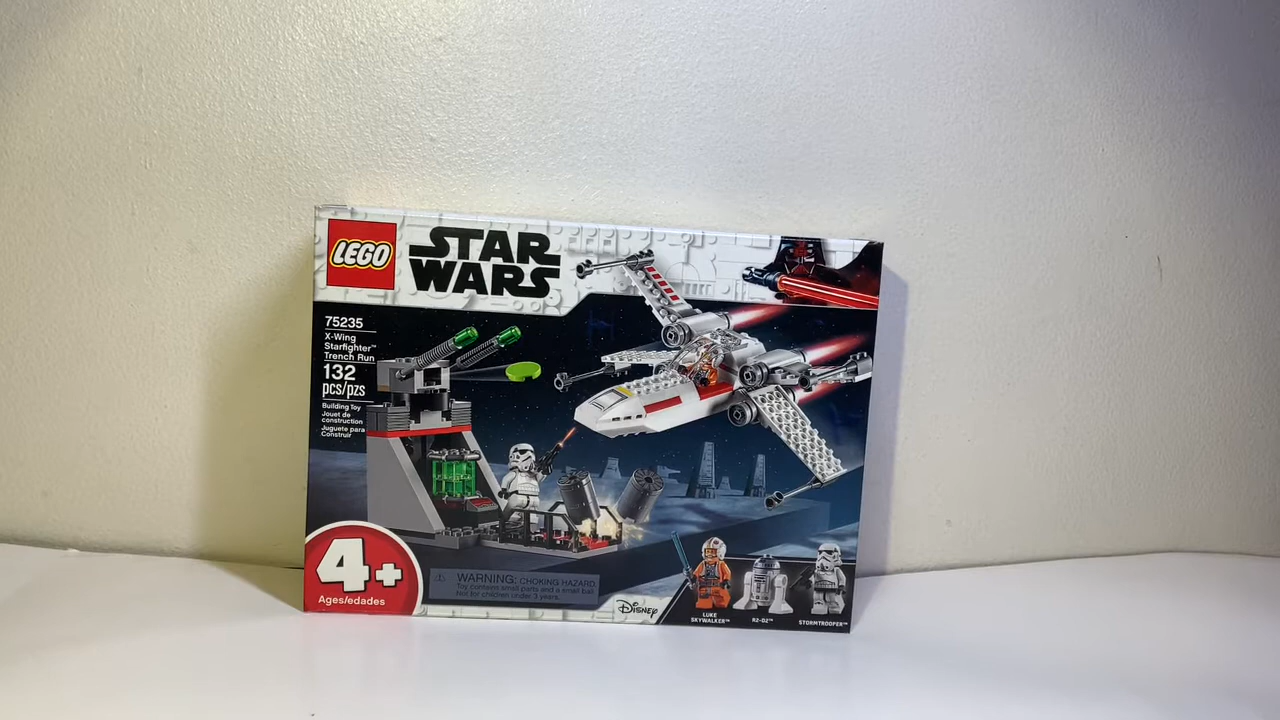 LEGO
STAR
WARS
75235
X-Wing
Starfighter™
Trench Run
132
pcs/pzs
Building Toy
Jouet de
construction
Juguete para
Construir
4+
Ages/edades
⚠ WARNING: CHOKING HAZARD.
Toy contains small parts and a small ball.
Not for children under 3 years.
Disney
LUKE
SKYWALKER™
R2-D2™
STORMTROOPER™